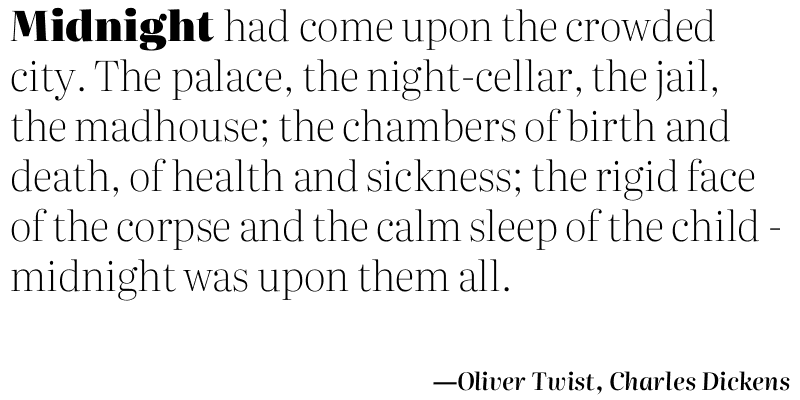 Midnight had come upon the crowded
city. The palace, the night-cellar, the jail,
the madhouse; the chambers of birth and
death, of health and sickness; the rigid face
of the corpse and the calm sleep of the child -
midnight was upon them all.
—Oliver Twist, Charles Dickens